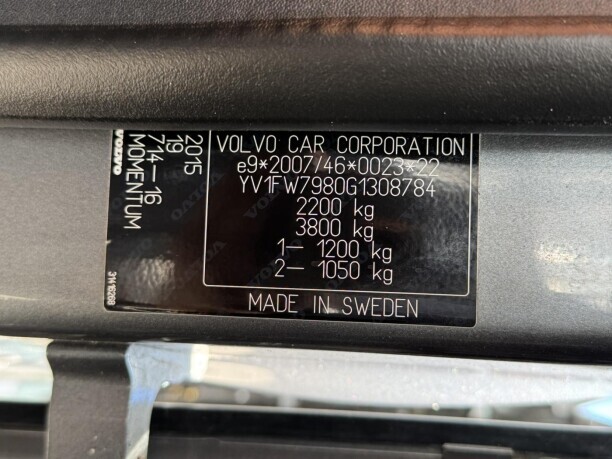 VOLVO CAR CORPORATION
e9*2007/46*0023*22
YV1FW7980G1308784
2200 kg
3800 kg
1– 1200 kg
2– 1050 kg
MADE IN SWEDEN
2015
19
714–16
MOMENTUM
VOLVO